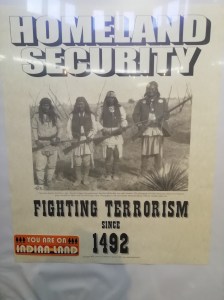 HOMELAND
SECURITY
FIGHTING TERRORISM
SINCE
1492
YOU ARE ON
INDIAN LAND